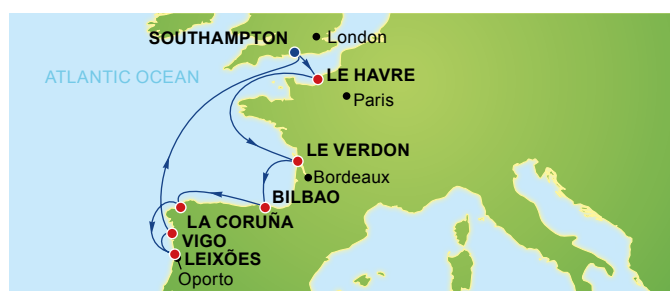 SOUTHAMPTON
London
ATLANTIC OCEAN
LE HAVRE
Paris
LE VERDON
Bordeaux
BILBAO
LA CORUÑA
VIGO
LEIXÕES
Oporto